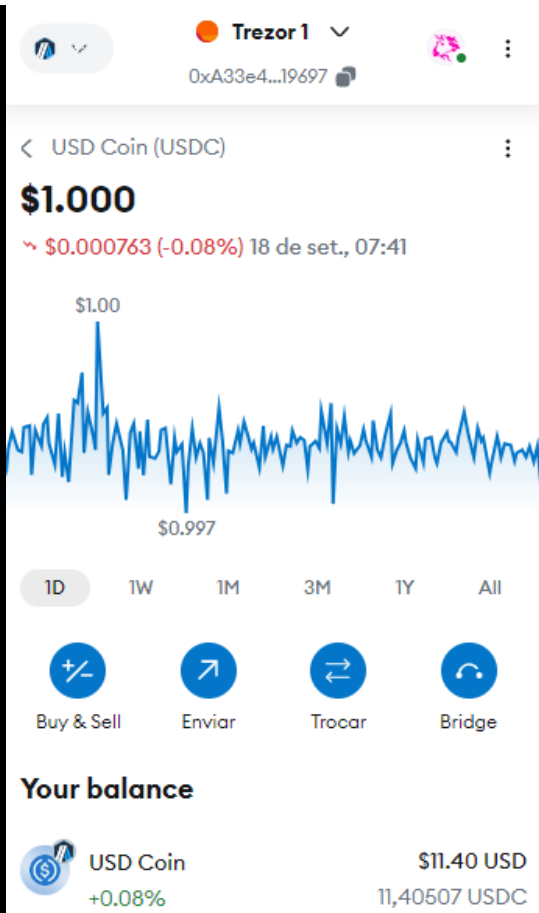 Trezor 1
0xA33e4...19697
USD Coin (USDC)
$1.000
$0.000763 (-0.08%) 18 de set., 07:41
$1.00
$0.997
1D 1W 1M 3M 1Y All
Buy & Sell Enviar Trocar Bridge
Your balance
USD Coin $11.40 USD
+0.08% 11,40507 USDC